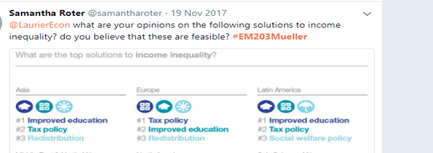 Samantha Roter @samantharoter · 19 Nov 2017
@LaurierEcon what are your opinions on the following solutions to income
inequality? do you believe that these are feasible? #EM203Mueller
What are the top solutions to income inequality?
Asia Europe Latin America
#1 Improved education #1 Tax policy #1 Improved education
#2 Tax policy #2 Improved education #2 Tax policy
#3 Redistribution #3 Redistribution #3 Social welfare policy